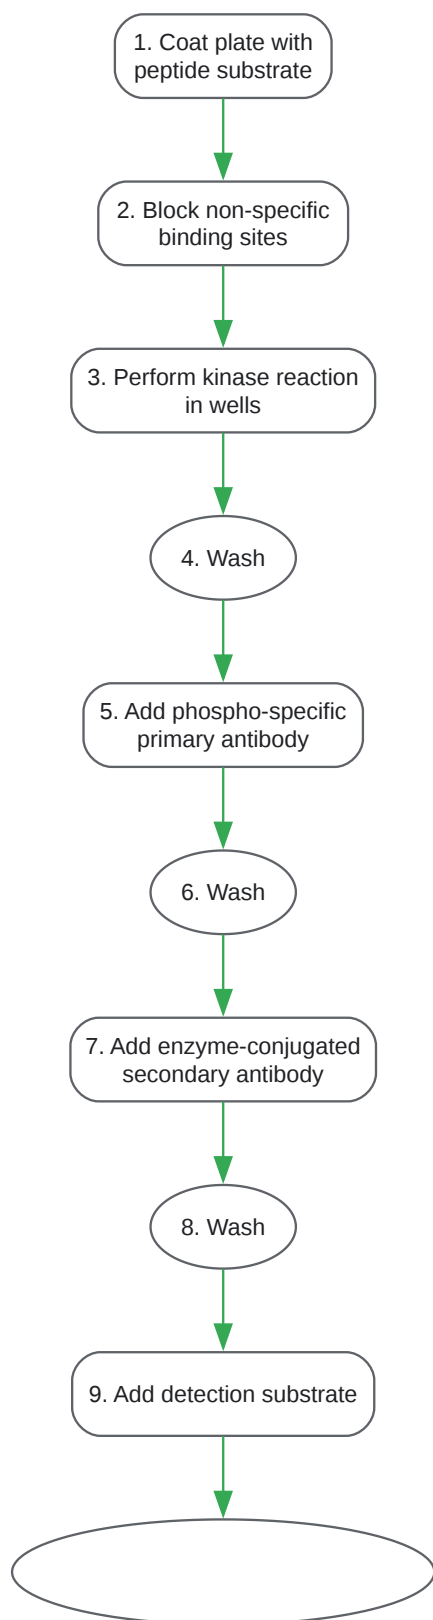 1. Coat plate with
peptide substrate
2. Block non-specific
binding sites
3. Perform kinase reaction
in wells
4. Wash
5. Add phospho-specific
primary antibody
6. Wash
7. Add enzyme-conjugated
secondary antibody
8. Wash
9. Add detection substrate